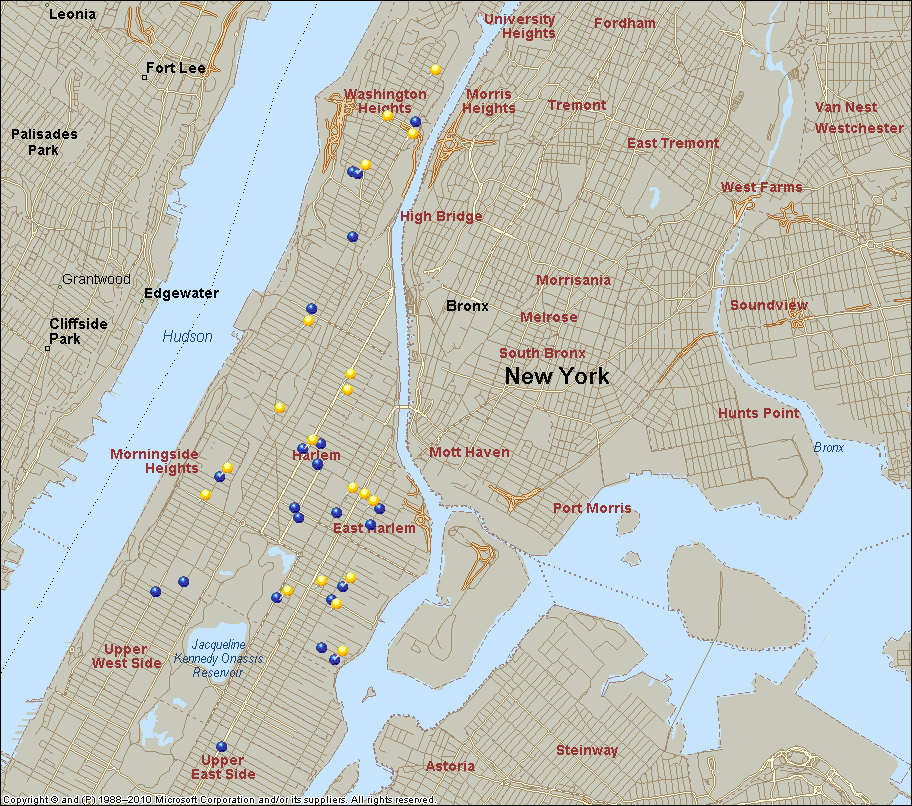 Leonia
University
Heights
Fordham
Fort Lee
Washington
Heights
Morris
Heights
Tremont
Van Nest
Westchester
Palisades
Park
East Tremont
West Farms
High Bridge
Grantwood
Morrisania
Edgewater
Bronx
Soundview
Melrose
Cliffside
Park
Hudson
South Bronx
New York
Hunts Point
Morningside
Heights
Harlem
Mott Haven
Bronx
Port Morris
East Harlem
Upper
West Side
Jacqueline
Kennedy Onassis
Reservoir
Upper
East Side
Astoria
Steinway
Copyright © and (P) 1988–2010 Microsoft Corporation and/or its suppliers. All rights reserved.